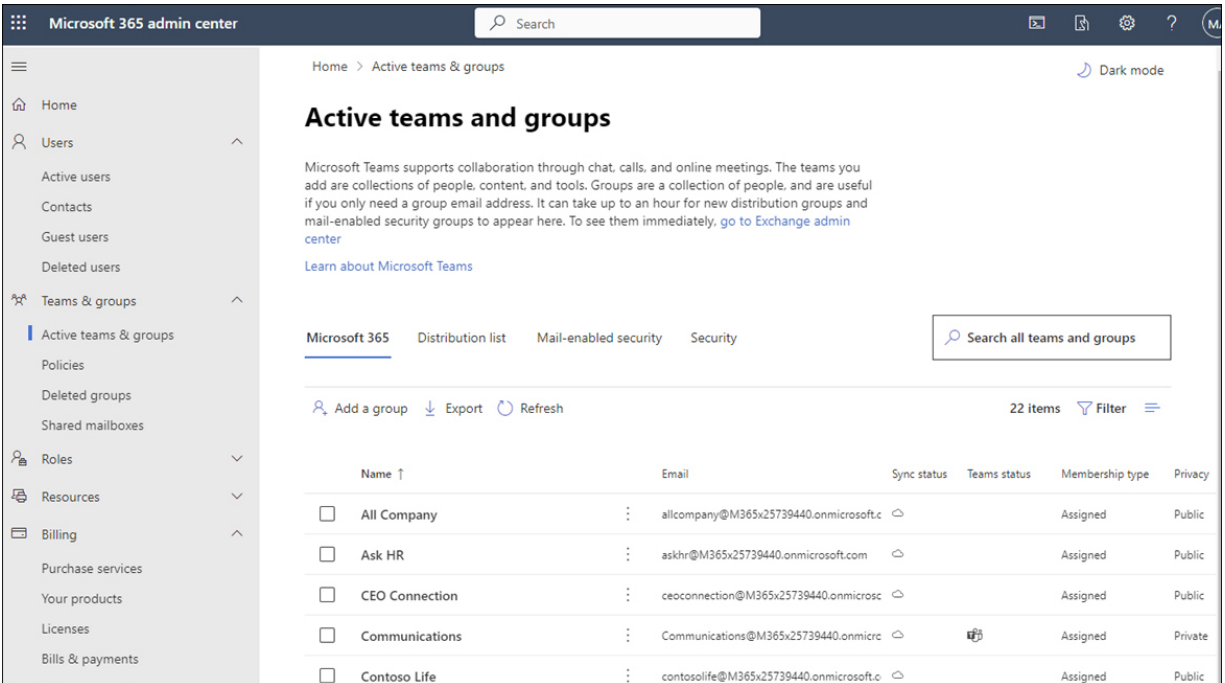 Microsoft 365 admin center
Search
?
MA
Home > Active teams & groups
Dark mode
Home
Users
Active users
Contacts
Guest users
Deleted users
Teams & groups
Active teams & groups
Policies
Deleted groups
Shared mailboxes
Roles
Resources
Billing
Purchase services
Your products
Licenses
Bills & payments
Active teams and groups
Microsoft Teams supports collaboration through chat, calls, and online meetings. The teams you
add are collections of people, content, and tools. Groups are a collection of people, and are useful
if you only need a group email address. It can take up to an hour for new distribution groups and
mail-enabled security groups to appear here. To see them immediately, go to Exchange admin
center
Learn about Microsoft Teams
Microsoft 365 Distribution list Mail-enabled security Security
Search all teams and groups
Add a group Export Refresh
22 items Filter
Name ↑ Email Sync status Teams status Membership type Privacy
All Company allcompany@M365x25739440.onmicrosoft.c Assigned Public
Ask HR askhr@M365x25739440.onmicrosoft.com Assigned Public
CEO Connection ceoconnection@M365x25739440.onmicrosc Assigned Public
Communications Communications@M365x25739440.onmicrc Assigned Private
Contoso Life contosolife@M365x25739440.onmicrosoft.c Assigned Public